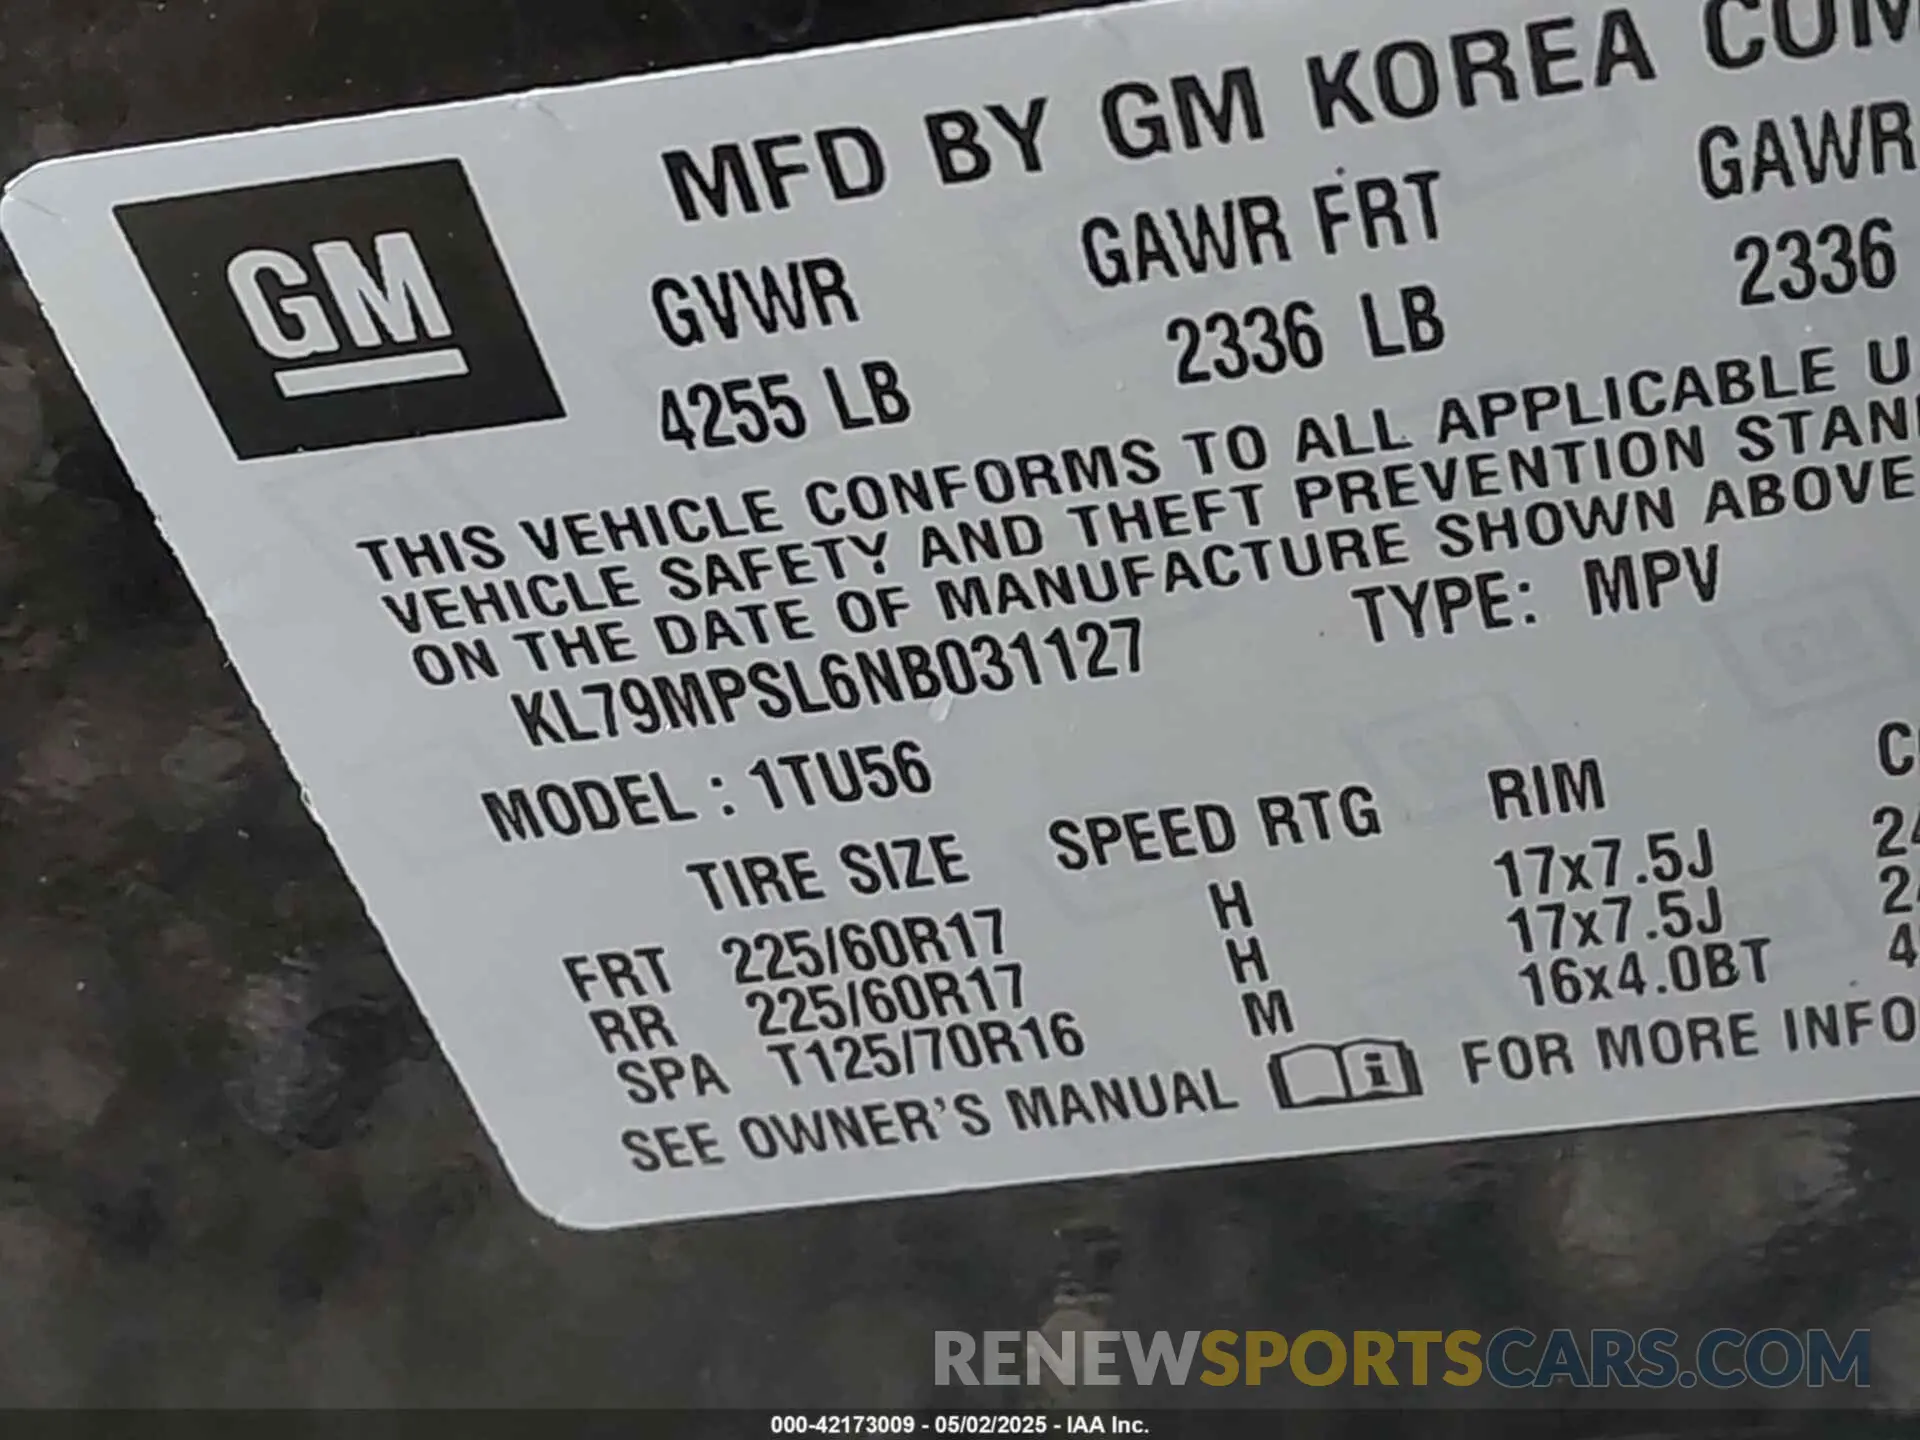 MFD BY GM KOREA
GM
GVWR GAWR FRT GAWR
4255 LB 2336 LB 2336
THIS VEHICLE CONFORMS TO ALL APPLICABLE
VEHICLE SAFETY AND THEFT PREVENTION
ON THE DATE OF MANUFACTURE SHOWN ABOVE
KL79MPSL6NB031127 TYPE: MPV
MODEL : 1TU56
TIRE SIZE SPEED RTG RIM
FRT 225/60R17 H 17x7.5J
RR 225/60R17 H 17x7.5J
SPA T125/70R16 M 16x4.0BT
SEE OWNER'S MANUAL i FOR MORE
RENEWSPORTSCARS.COM
000-42173009 - 05/02/2025 - IAA Inc.